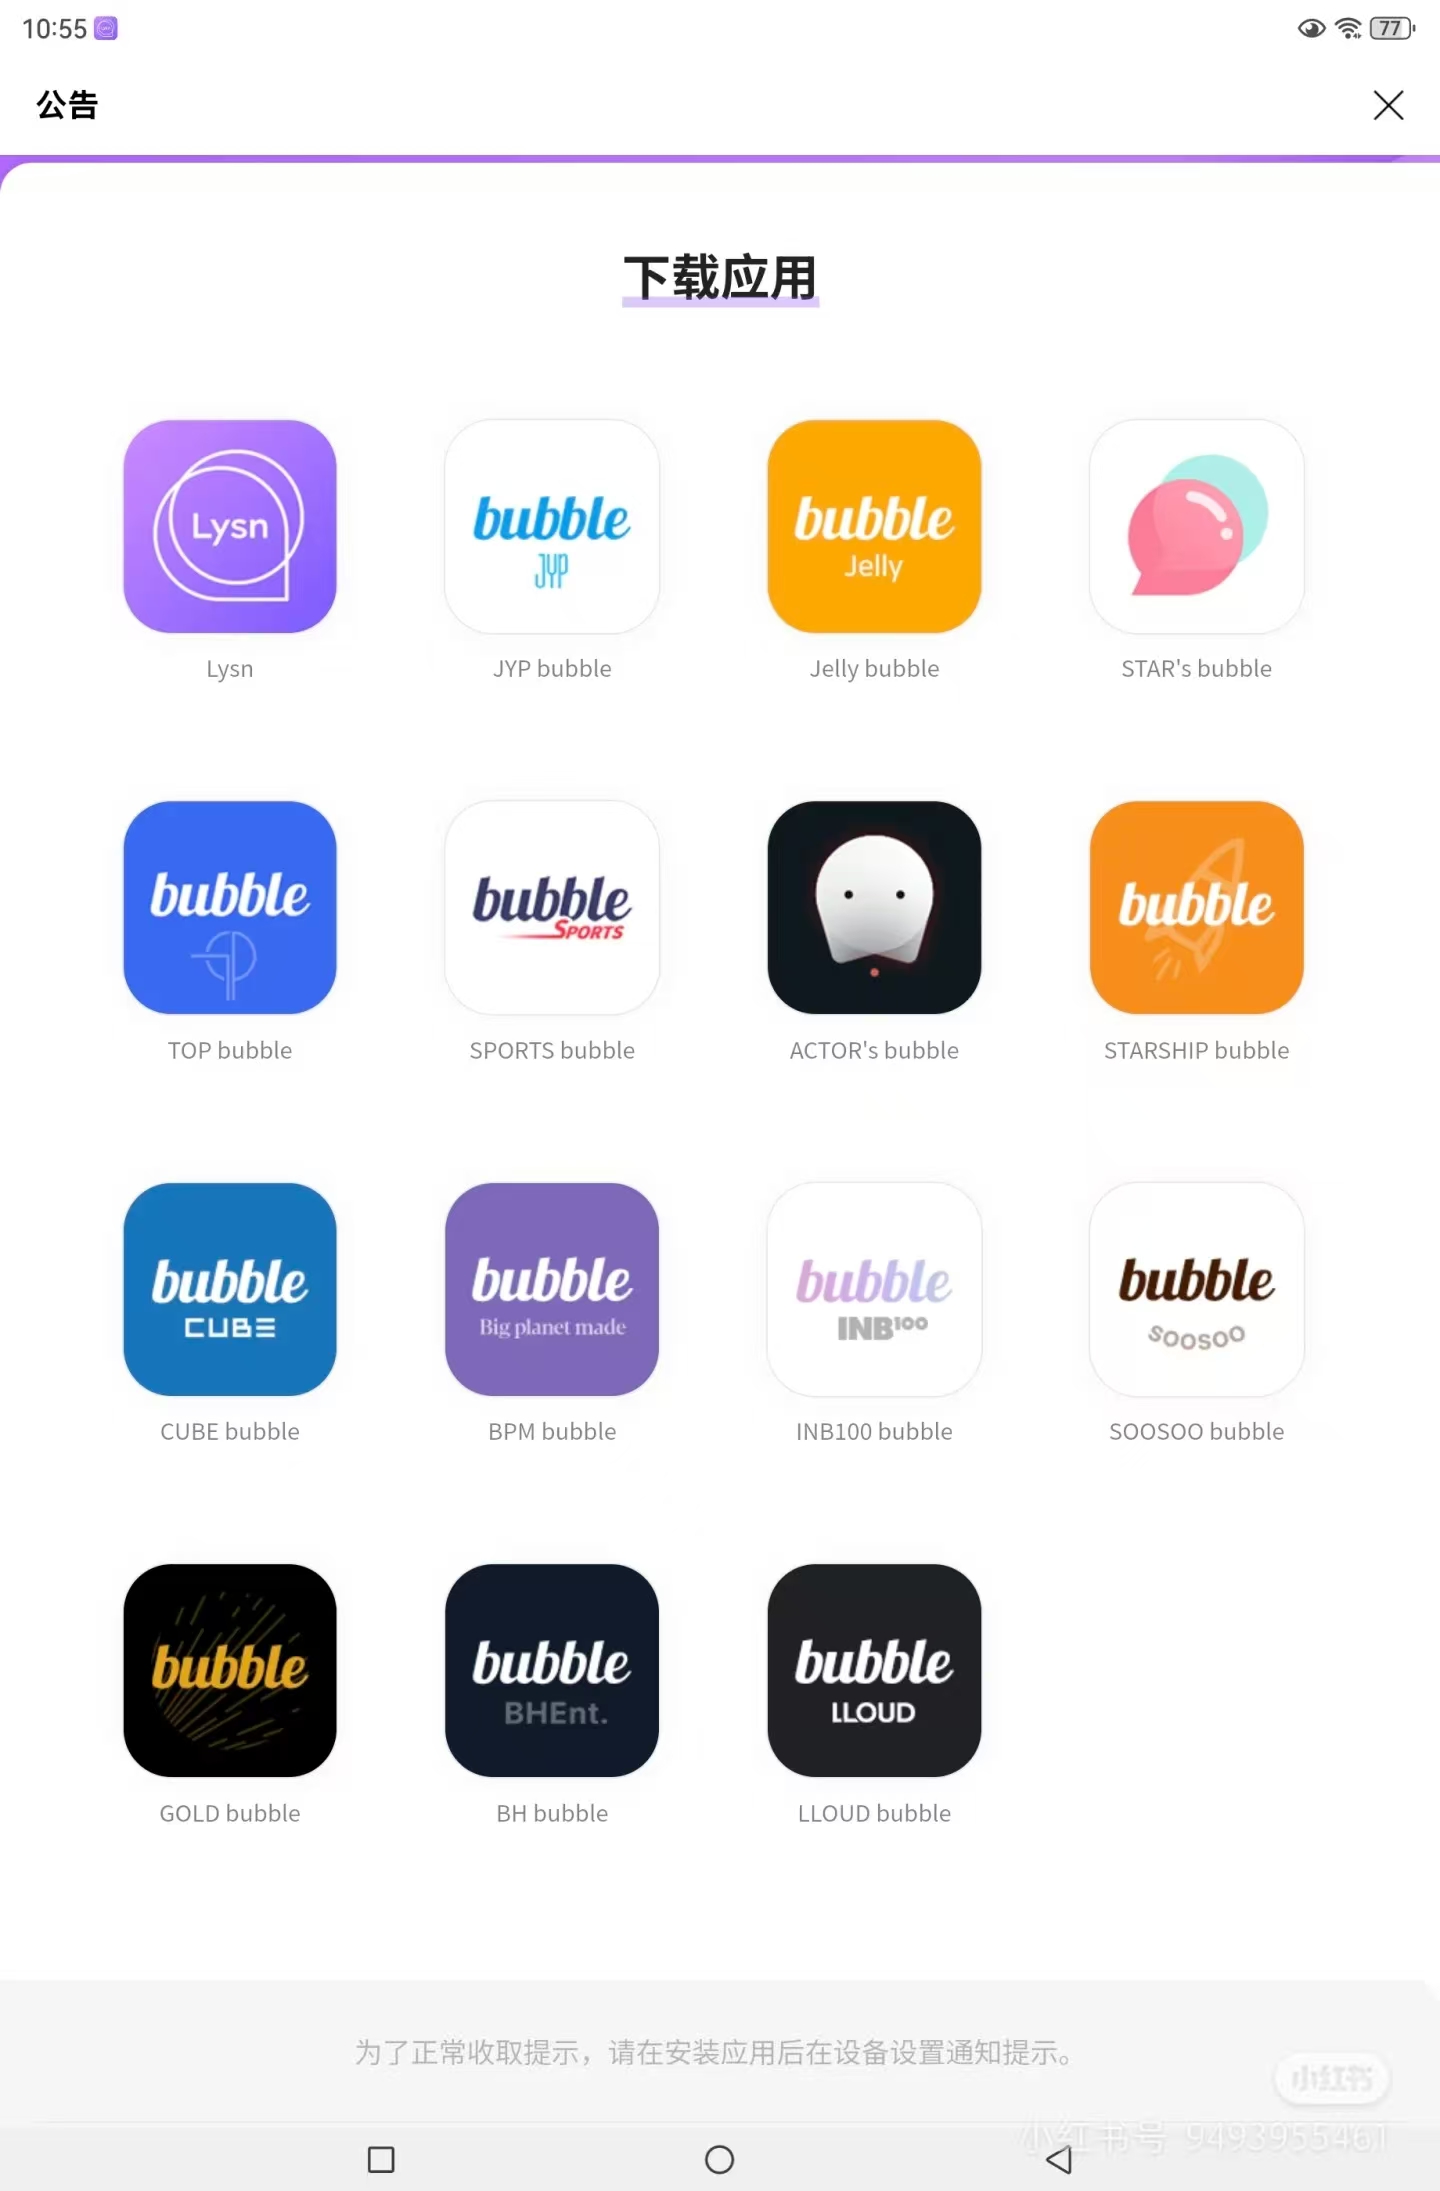 10:55
77
公告
下载应用
Lysn
bubble
JYP
bubble
Jelly
Lysn
JYP bubble
Jelly bubble
STAR's bubble
bubble
bubble
SPORTS
bubble
TOP bubble
SPORTS bubble
ACTOR's bubble
STARSHIP bubble
bubble
CUBE
bubble
Big planet made
bubble
INB100
bubble
SOOSOO
CUBE bubble
BPM bubble
INB100 bubble
SOOSOO bubble
bubble
bubble
BHEnt.
bubble
LLOUD
GOLD bubble
BH bubble
LLOUD bubble
为了正常收取提示，请在安装应用后在设备设置通知提示。
小红书
小红书号 9493955461